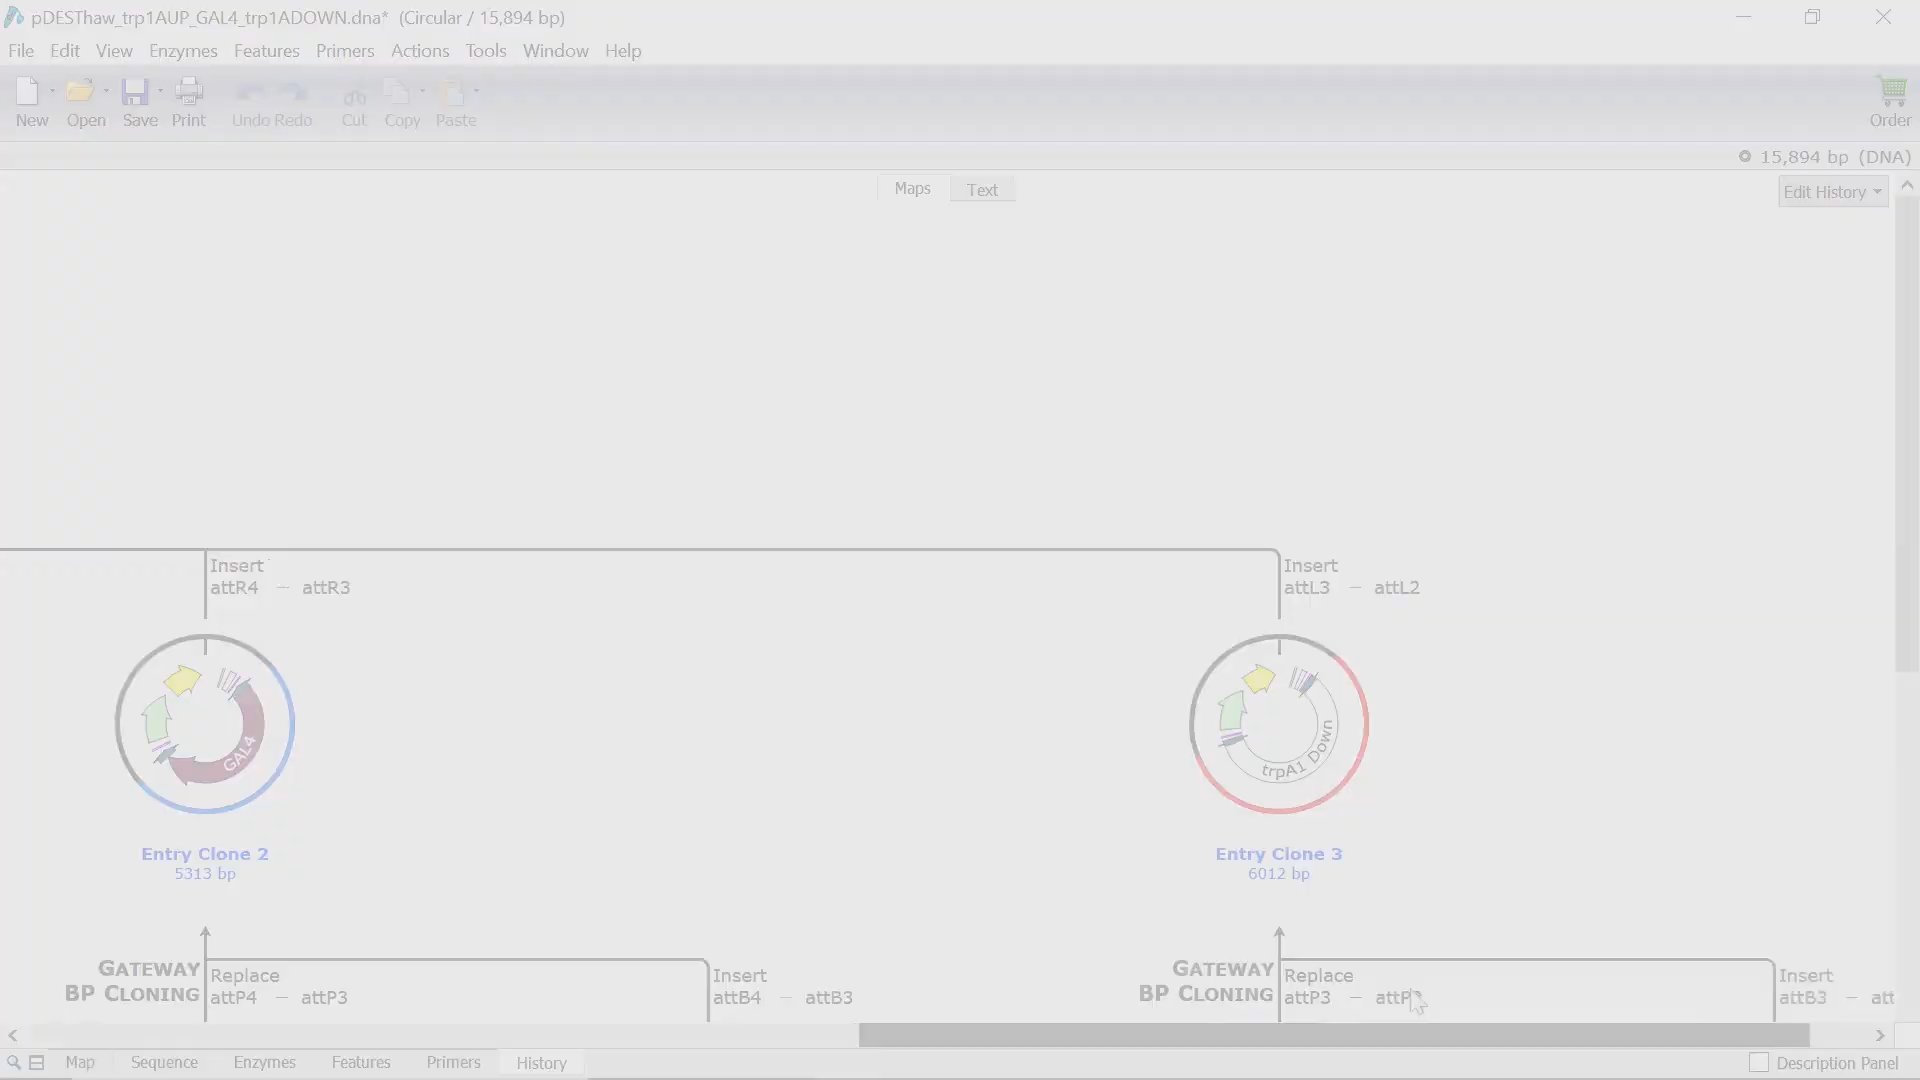 pDESThaw_trp1AUP_GAL4_trp1ADOWN.dna* (Circular / 15,894 bp)
File Edit View Enzymes Features Primers Actions Tools Window Help
New Open Save Print Undo Redo Cut Copy Paste Order
15,894 bp (DNA)
Maps Text
Edit History
Insert
attR4 – attR3
Insert
attL3 – attL2
GAL4
trpA1 Down
Entry Clone 2
5313 bp
Entry Clone 3
6012 bp
GATEWAY
BP CLONING
Replace
attP4 – attP3
Insert
attB4 – attB3
GATEWAY
BP CLONING
Replace
attP3 –
Insert
attB3 – att
Map Sequence Enzymes Features Primers History
Description Panel